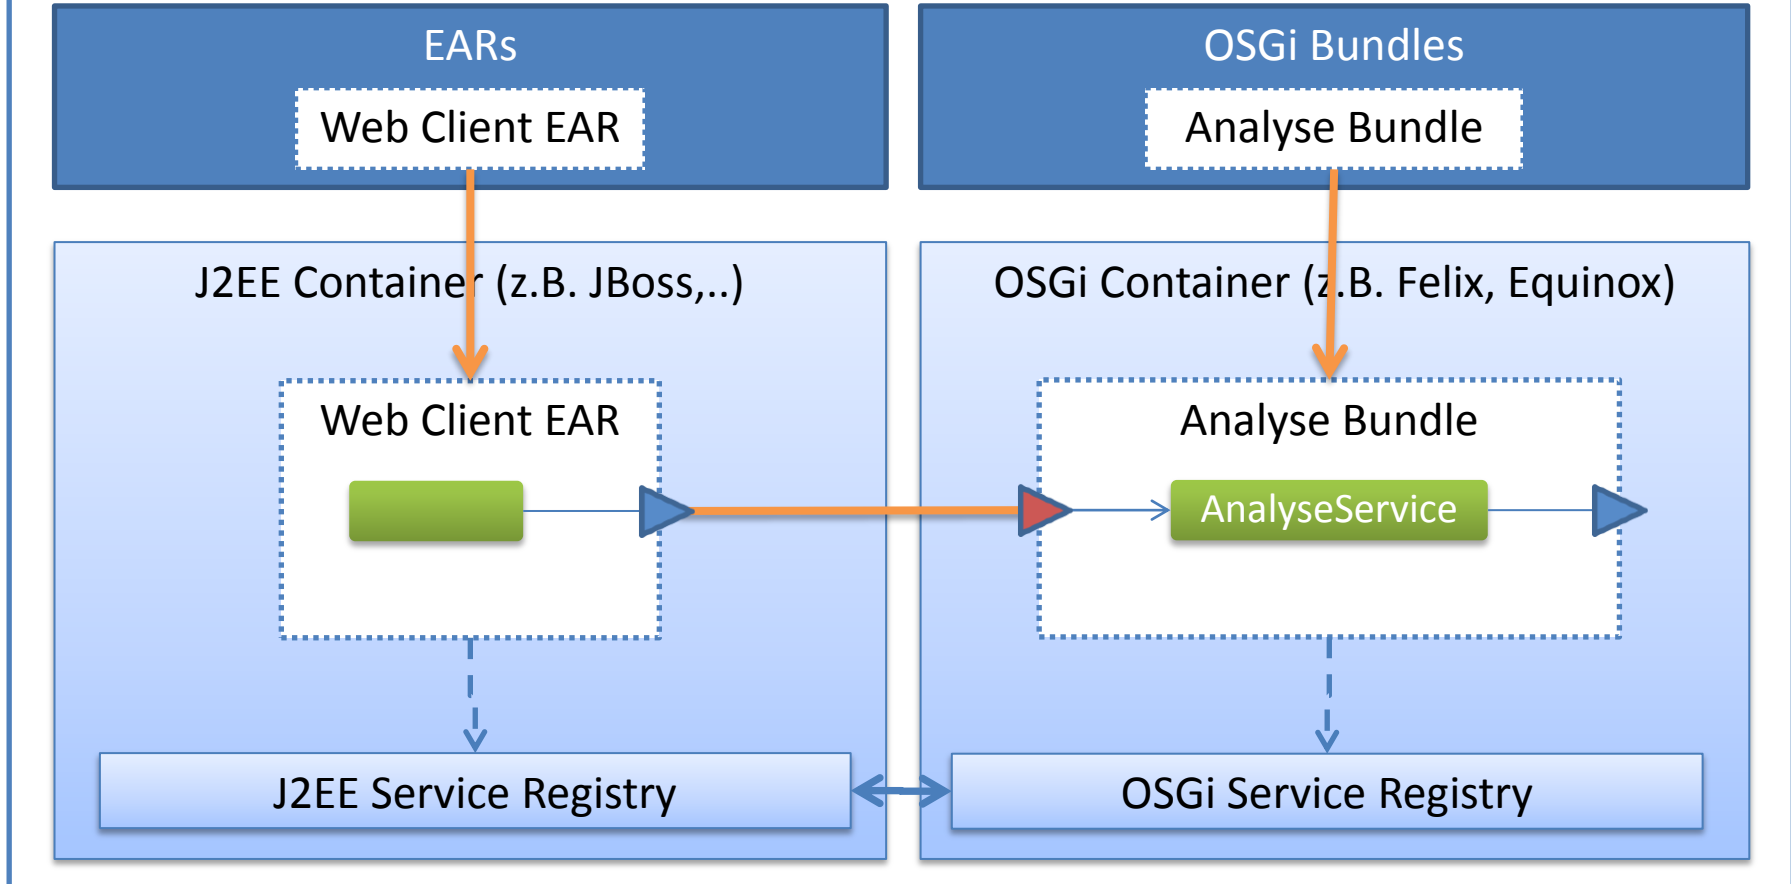 EARs
Web Client EAR
OSGi Bundles
Analyse Bundle
J2EE Container (z.B. JBoss,..)
Web Client EAR
J2EE Service Registry
OSGi Container (z.B. Felix, Equinox)
Analyse Bundle
AnalyseService
OSGi Service Registry